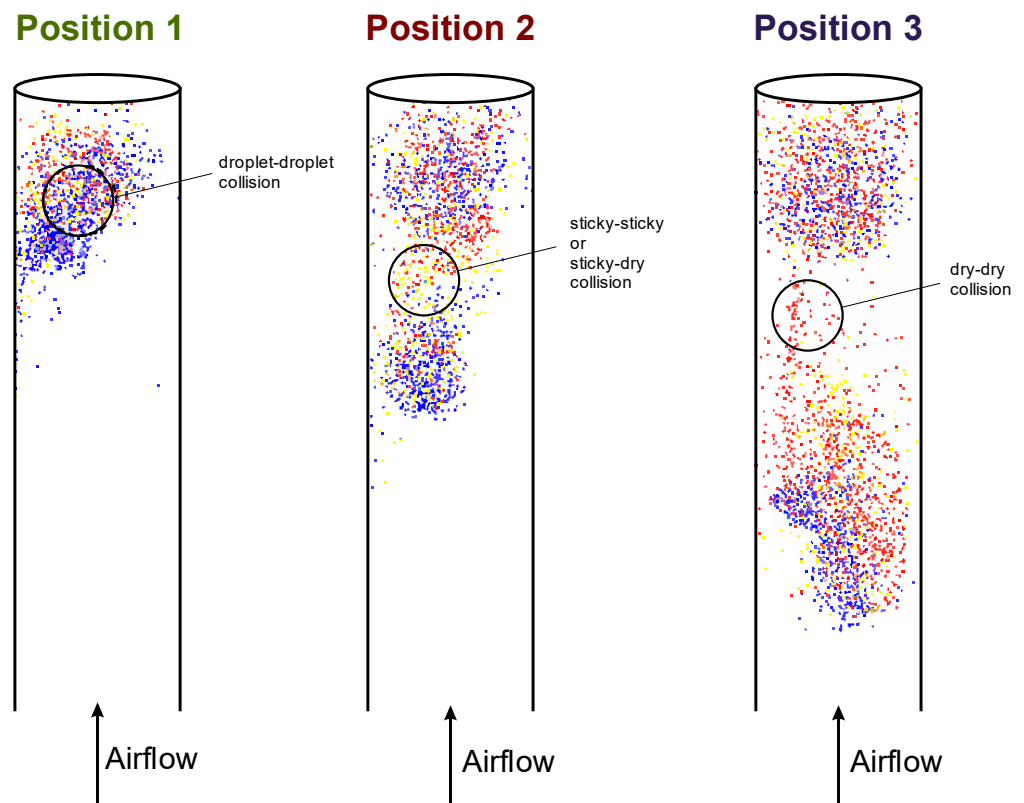 Position 1
Position 2
Position 3
droplet-droplet
collision
sticky-sticky
or
sticky-dry
collision
dry-dry
collision
Airflow
Airflow
Airflow